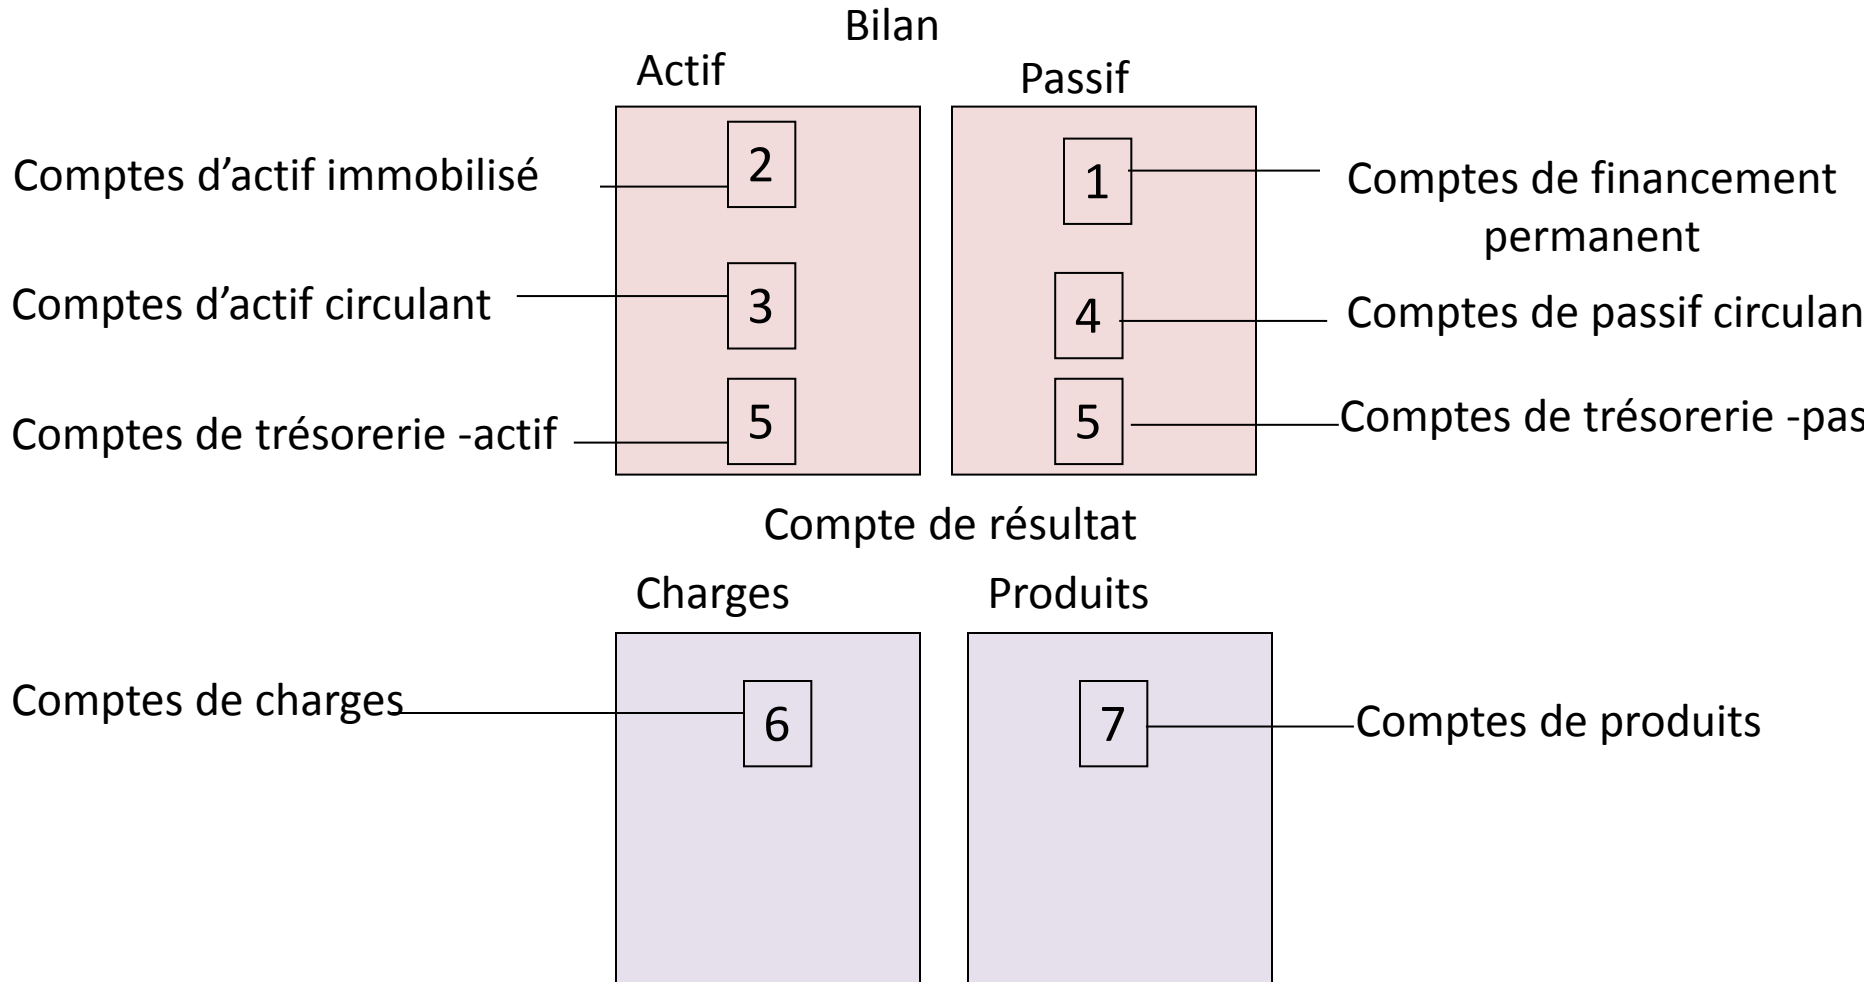 Bilan
Actif
Passif
Comptes d’actif immobilisé
2
1
Comptes de financement
permanent
Comptes d’actif circulant
3
4
Comptes de passif circulan
Comptes de trésorerie -actif
5
5
Comptes de trésorerie -pas
Compte de résultat
Charges
Produits
Comptes de charges
6
7
Comptes de produits